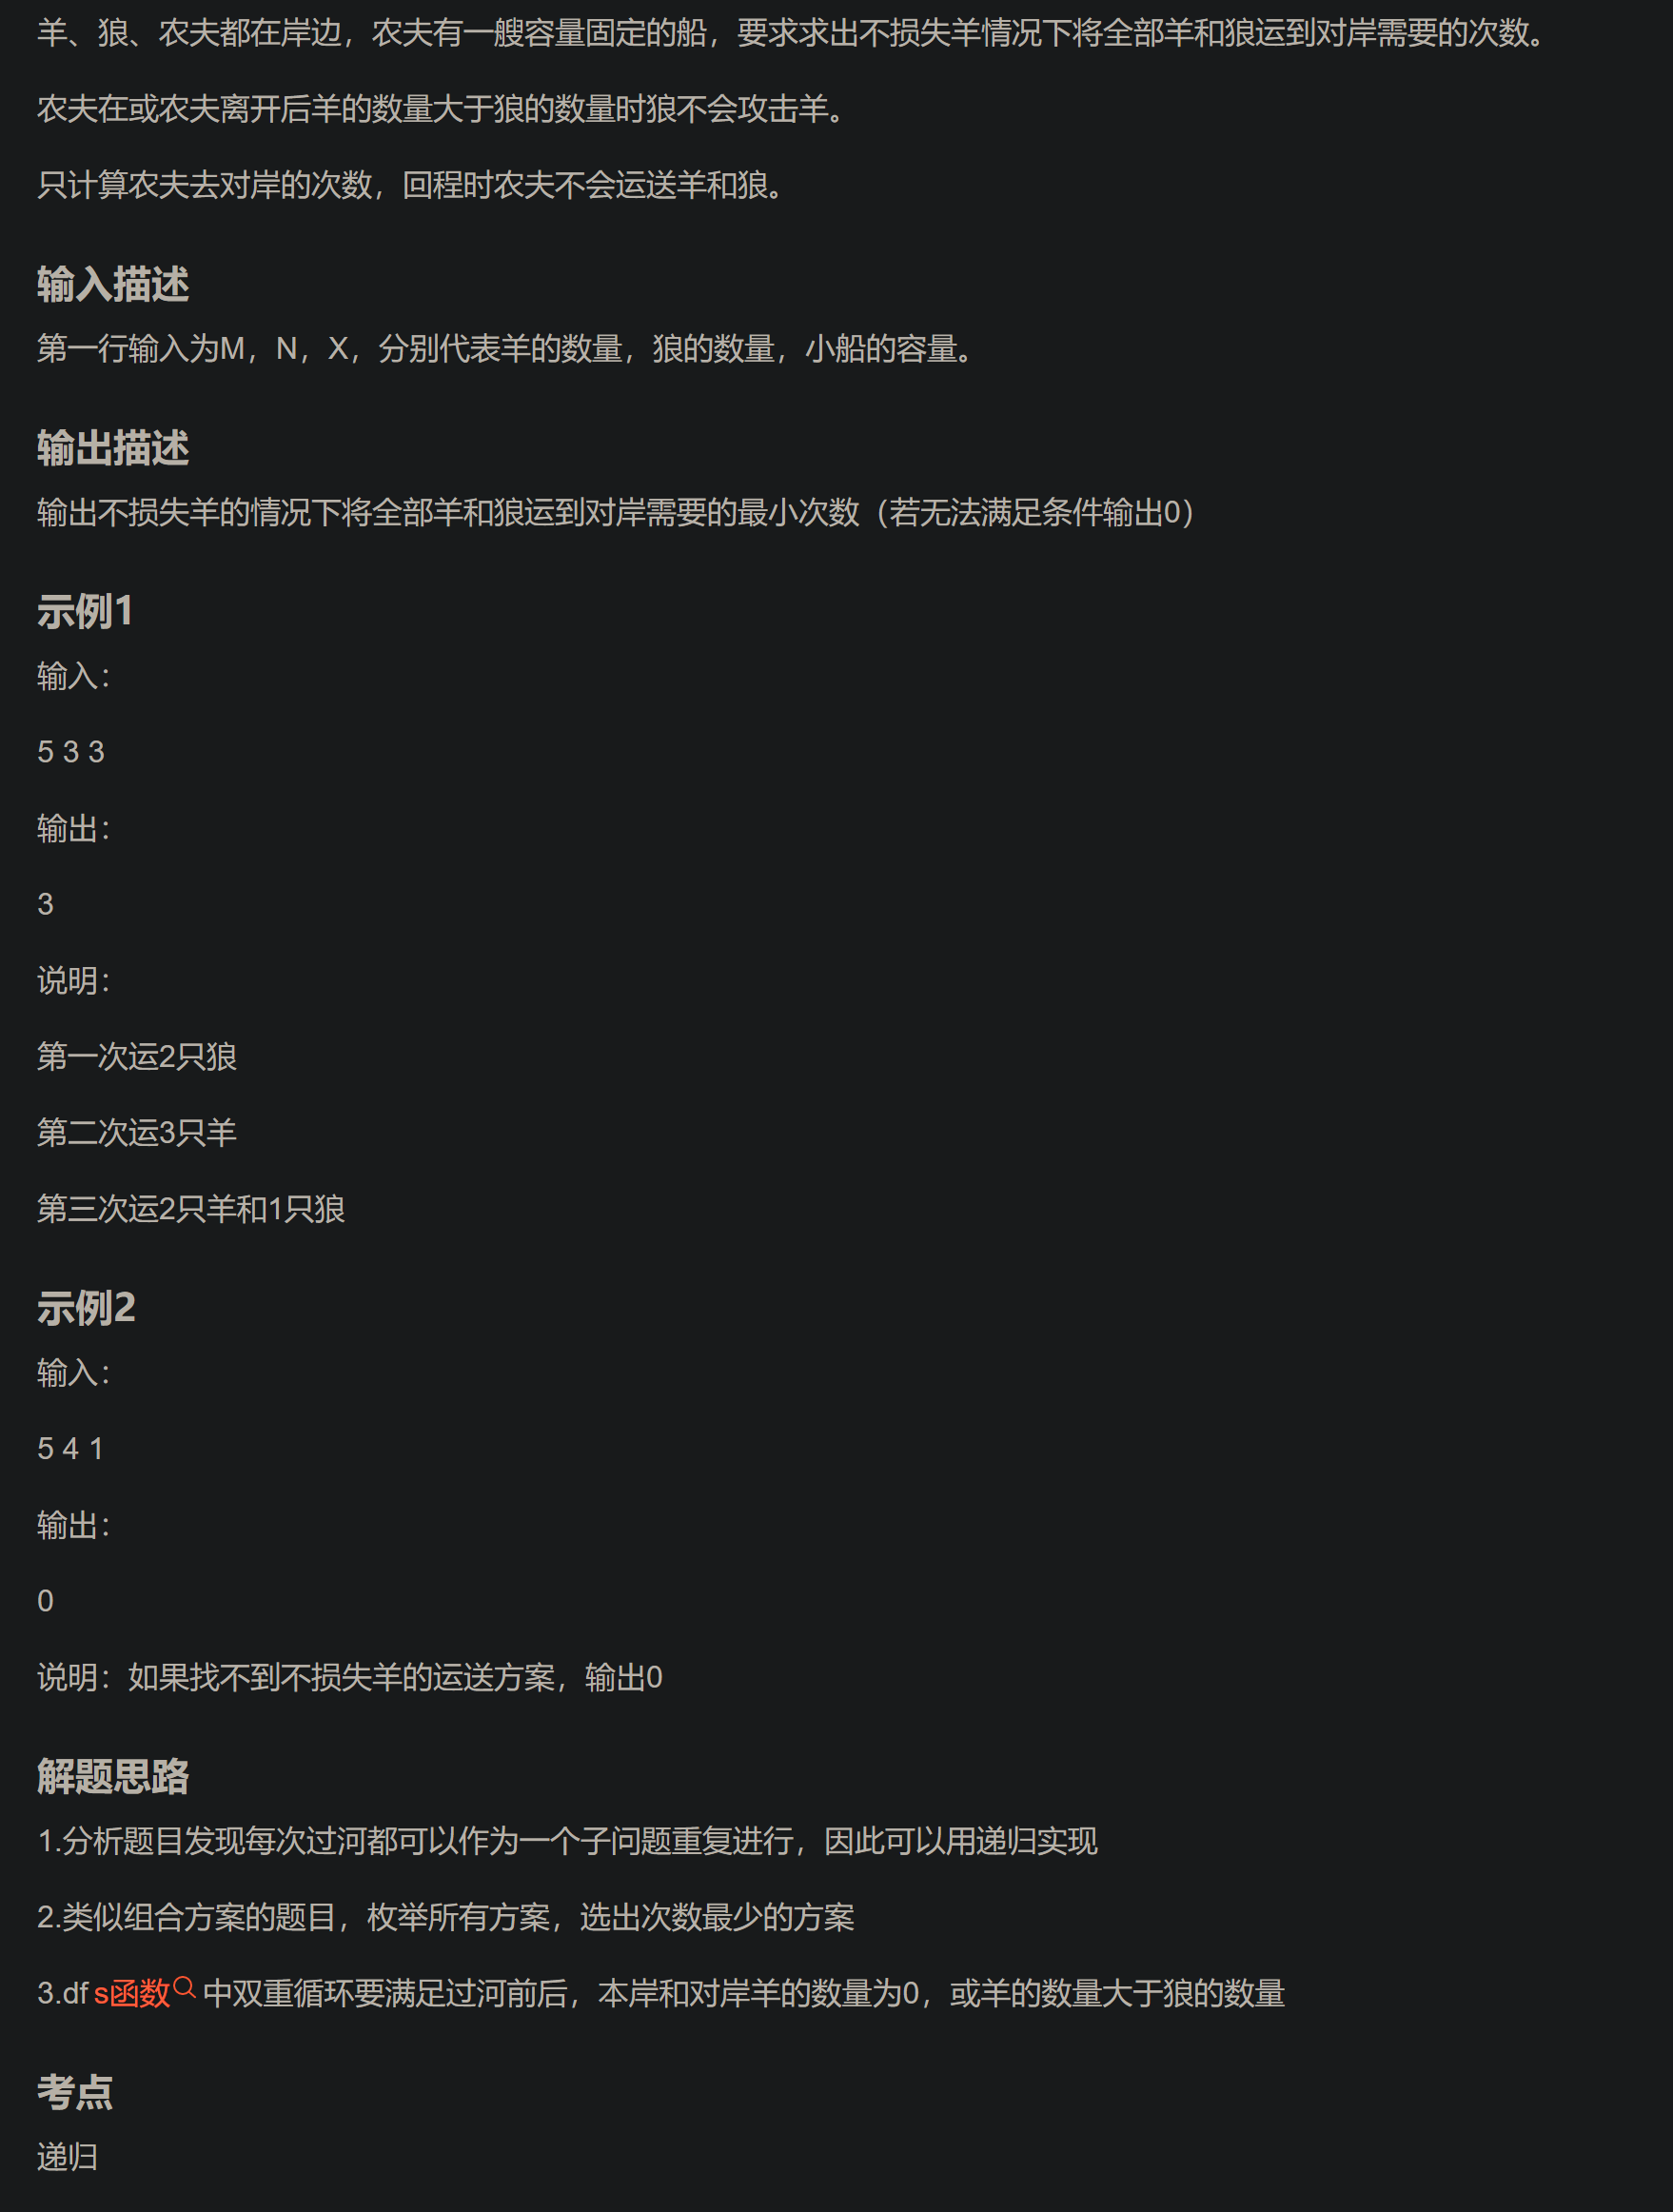 羊、狼、农夫都在岸边，农夫有一艘容量固定的船，要求求出不损失羊情况下将全部羊和狼运到对岸需要的次数。
农夫在或农夫离开后羊的数量大于狼的数量时狼不会攻击羊。
只计算农夫去对岸的次数，回程时农夫不会运送羊和狼。
输入描述
第一行输入为M，N，X，分别代表羊的数量，狼的数量，小船的容量。
输出描述
输出不损失羊的情况下将全部羊和狼运到对岸需要的最小次数（若无法满足条件输出0）
示例1
输入：
5 3 3
输出：
3
说明：
第一次运2只狼
第二次运3只羊
第三次运2只羊和1只狼
示例2
输入：
5 4 1
输出：
0
说明：如果找不到不损失羊的运送方案，输出0
解题思路
1.分析题目发现每次过河都可以作为一个子问题重复进行，因此可以用递归实现
2.类似组合方案的题目，枚举所有方案，选出次数最少的方案
3.dfs函数中双重循环要满足过河前后，本岸和对岸羊的数量为0，或羊的数量大于狼的数量
考点
递归